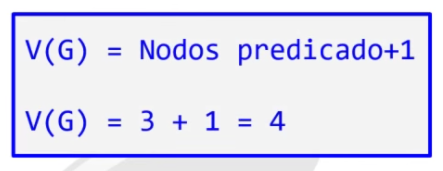 V(G) = Nodos predicado+1
V(G) = 3 + 1 = 4